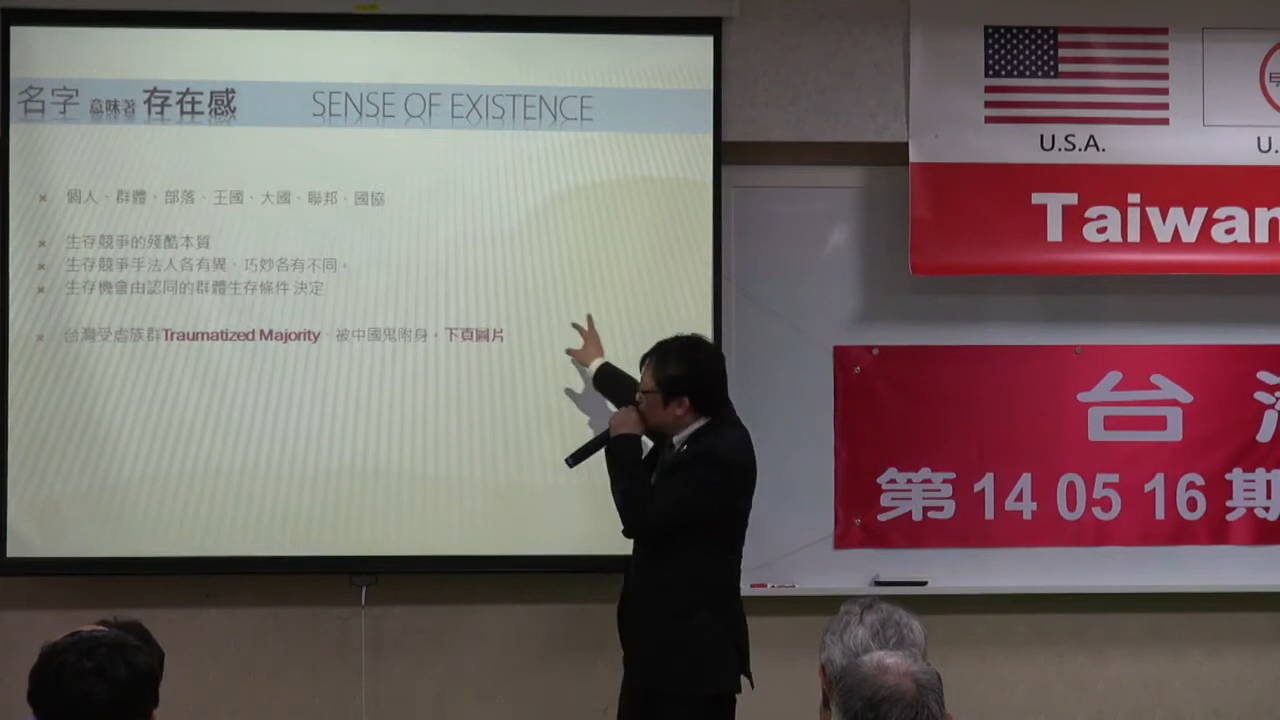 名字 意味著 存在感 SENSE OF EXISTENCE
個人、群體、部落、王國、大國、聯邦、國協
生存競爭的殘酷本質
生存競爭手法人各有異、巧妙各有不同。
生存機會由認同的群體生存條件 決定
台灣受虐族群Traumatized Majority、被中國鬼附身。下頁圖片
U.S.A.
U.
Taiwan
台
第 14 05 16 期